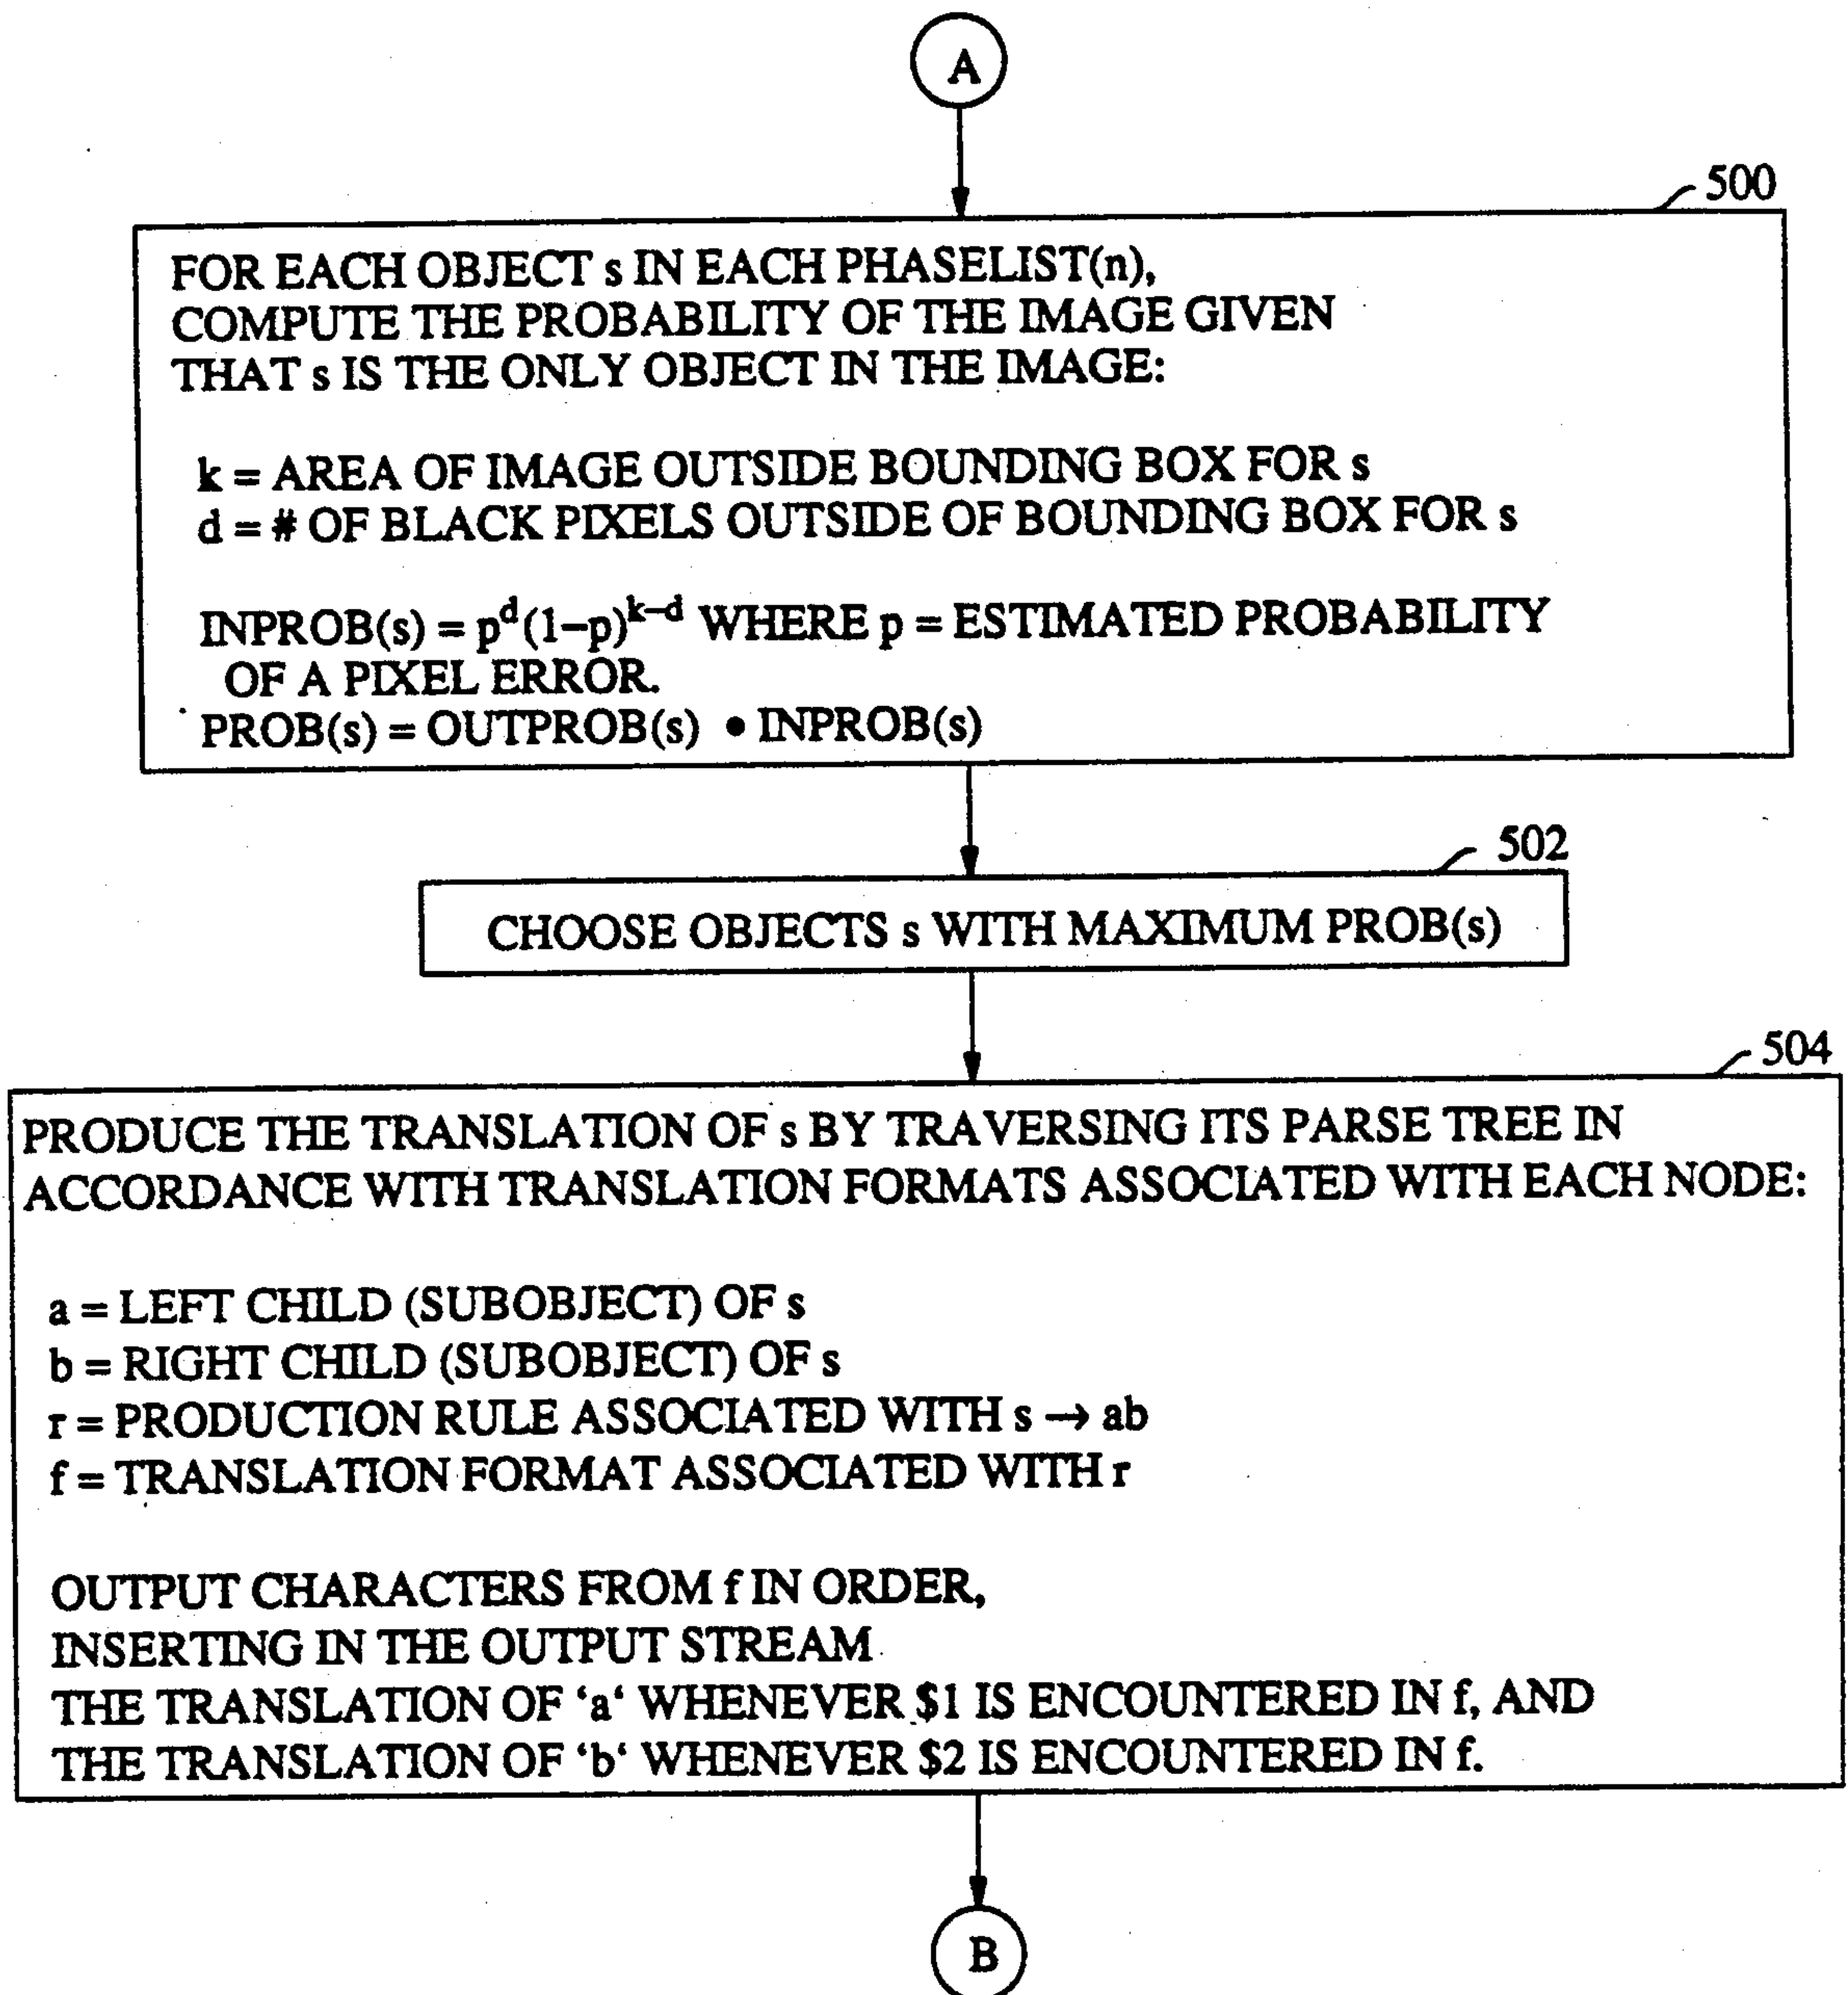 A
500
FOR EACH OBJECT s IN EACH PHASELIST(n),
COMPUTE THE PROBABILITY OF THE IMAGE GIVEN
THAT s IS THE ONLY OBJECT IN THE IMAGE:
k = AREA OF IMAGE OUTSIDE BOUNDING BOX FOR s
d = # OF BLACK PIXELS OUTSIDE OF BOUNDING BOX FOR s
INPROB(s) = p^d (1–p)^k–d WHERE p = ESTIMATED PROBABILITY
OF A PIXEL ERROR.
PROB(s) = OUTPROB(s) • INPROB(s)
502
CHOOSE OBJECTS s WITH MAXIMUM PROB(s)
504
PRODUCE THE TRANSLATION OF s BY TRAVERSING ITS PARSE TREE IN
ACCORDANCE WITH TRANSLATION FORMATS ASSOCIATED WITH EACH NODE:
a = LEFT CHILD (SUBOBJECT) OF s
b = RIGHT CHILD (SUBOBJECT) OF s
r = PRODUCTION RULE ASSOCIATED WITH s → ab
f = TRANSLATION FORMAT ASSOCIATED WITH r
OUTPUT CHARACTERS FROM f IN ORDER,
INSERTING IN THE OUTPUT STREAM
THE TRANSLATION OF ‘a‘ WHENEVER $1 IS ENCOUNTERED IN f, AND
THE TRANSLATION OF ‘b‘ WHENEVER $2 IS ENCOUNTERED IN f.
B